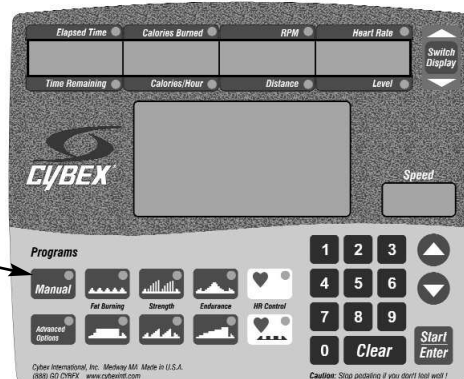 Elapsed Time Calories Burned RPM Heart Rate
Switch
Display
Time Remaining Calories/Hour Distance Level
CYBEX
Speed
Programs
1 2 3
Manual
Fat Burning Strength Endurance HR Control
4 5 6
Advanced
Options
7 8 9
0 Clear
Start
Enter
Cybex International, Inc. Medway MA Made in U.S.A.
(888) GO CYBEX www.cybexintl.com
Caution: Stop pedaling if you don't feel well !